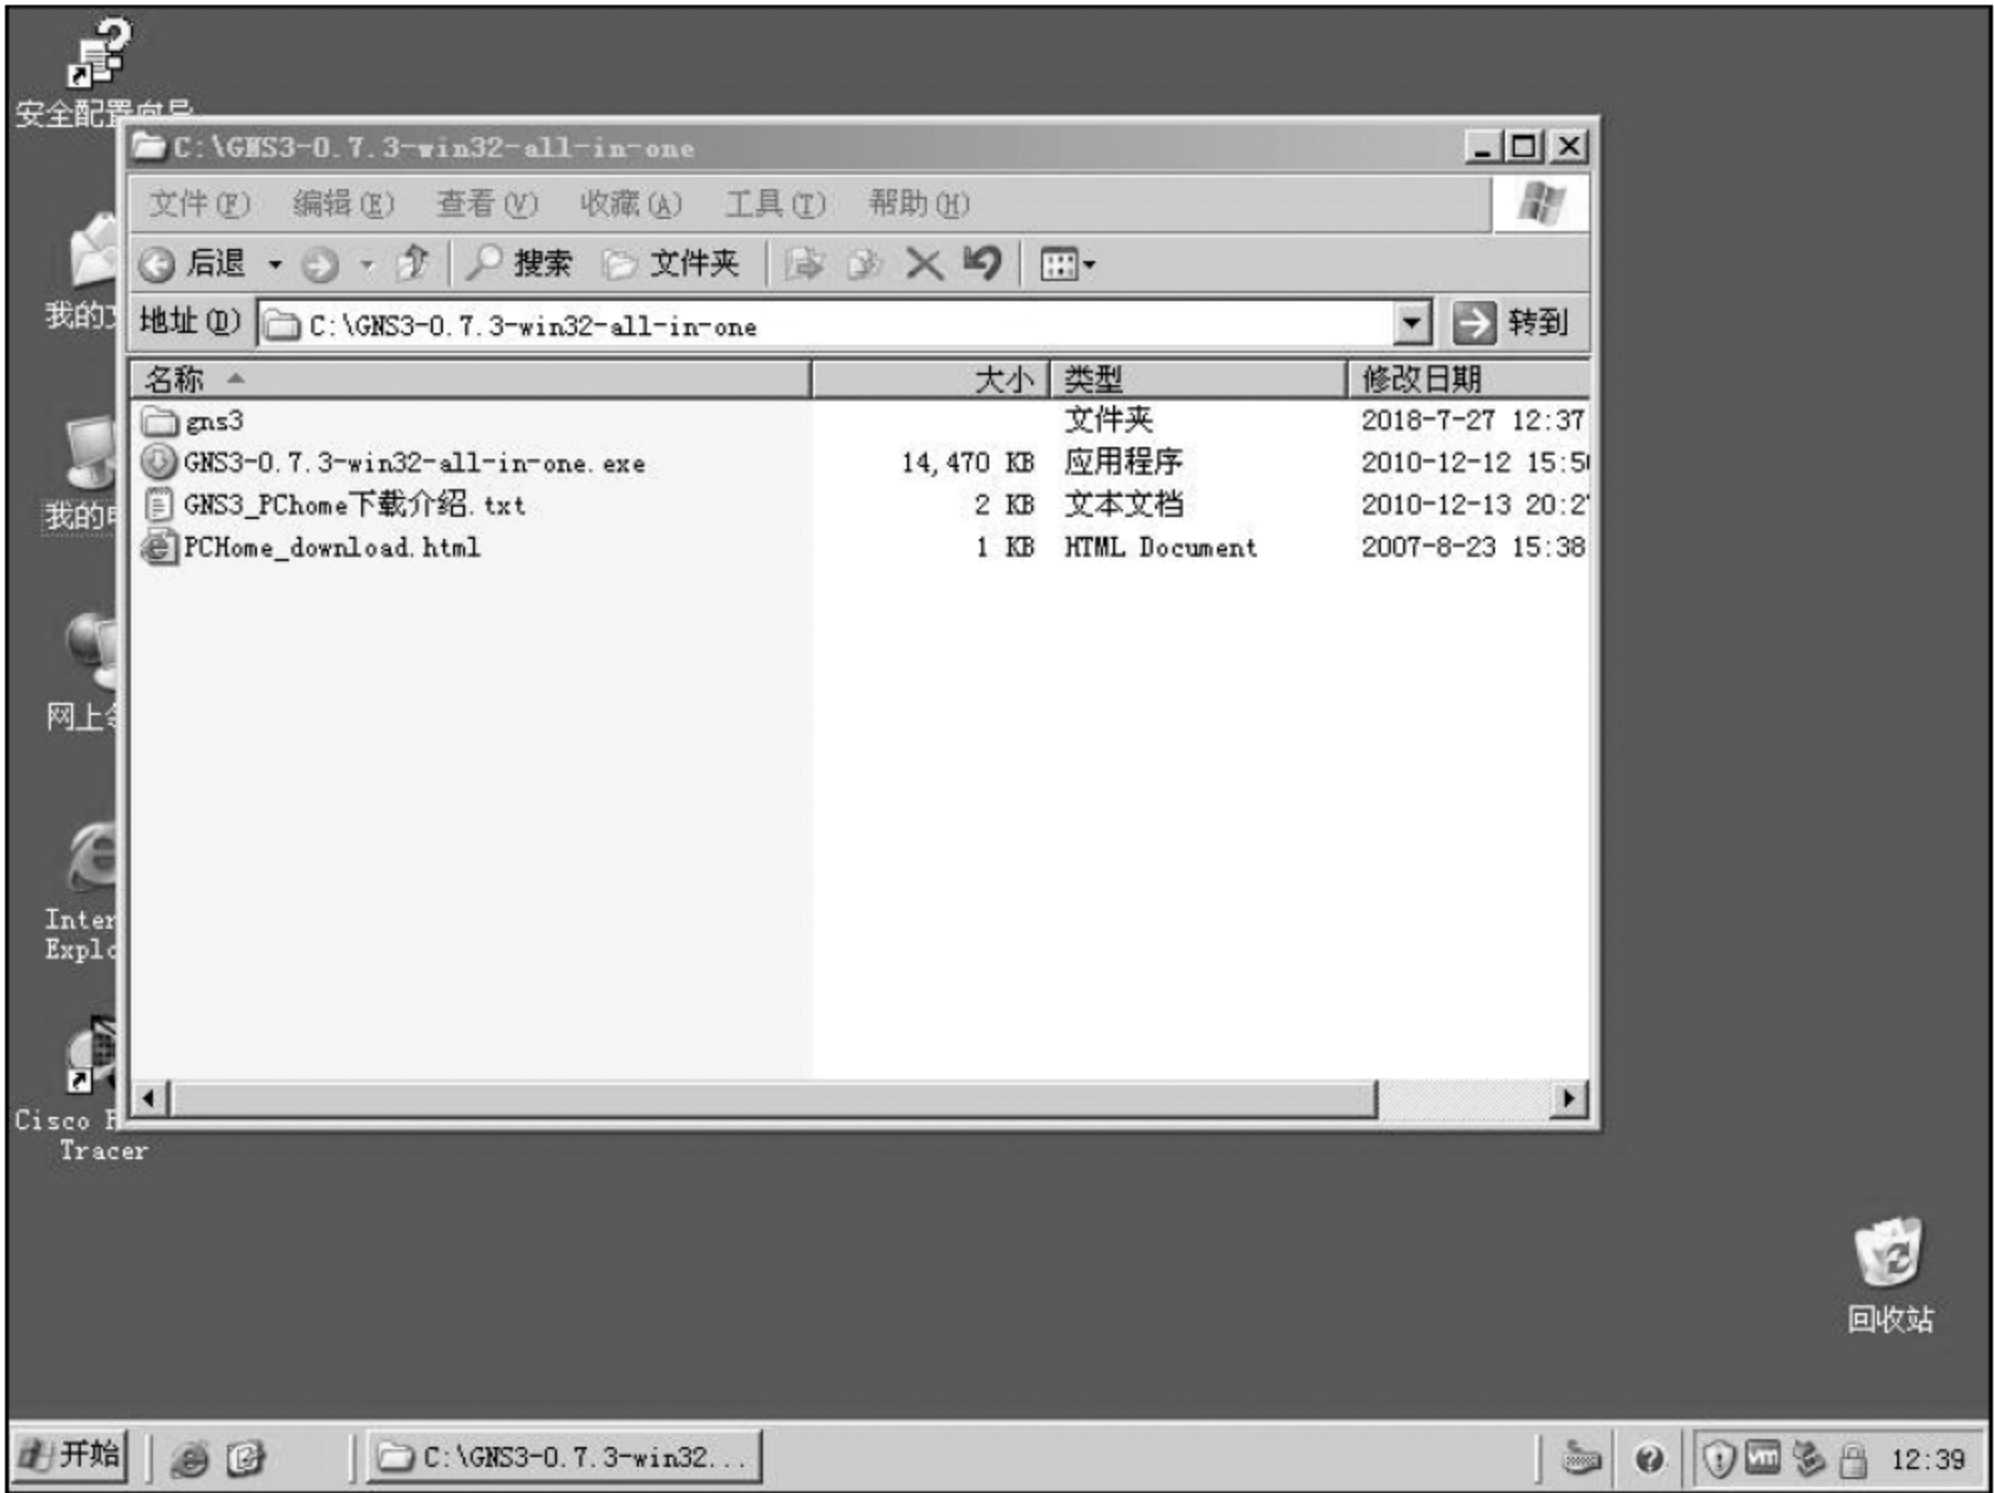 安全配置向导
C:\GNS3-0.7.3-win32-all-in-one
文件(F) 编辑(E) 查看(V) 收藏(A) 工具(T) 帮助(H)
后退 搜索 文件夹
地址(D) C:\GNS3-0.7.3-win32-all-in-one 转到
名称 大小 类型 修改日期
gns3 文件夹 2018-7-27 12:37
GNS3-0.7.3-win32-all-in-one.exe 14,470 KB 应用程序 2010-12-12 15:5
GNS3_PChome下载介绍.txt 2 KB 文本文档 2010-12-13 20:2
PCHome_download.html 1 KB HTML Document 2007-8-23 15:38
我的
我的
网上
Inter
Explo
Cisco
Tracer
回收站
开始 C:\GNS3-0.7.3-win32... 12:39